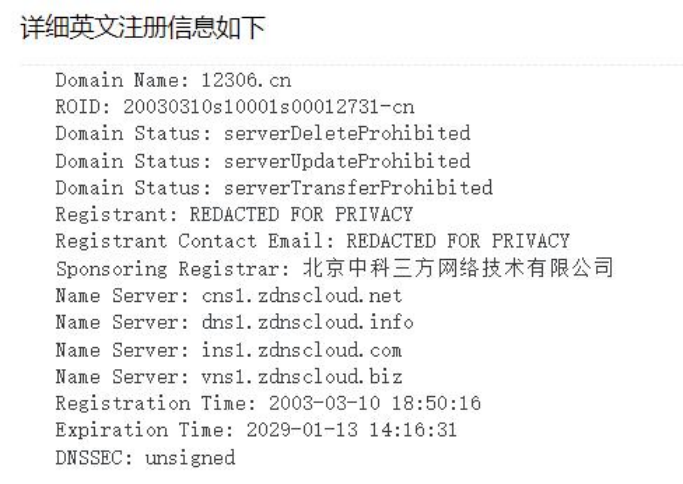 详细英文注册信息如下
Domain Name: 12306.cn
ROID: 20030310s10001s00012731-cn
Domain Status: serverDeleteProhibited
Domain Status: serverUpdateProhibited
Domain Status: serverTransferProhibited
Registrant: REDACTED FOR PRIVACY
Registrant Contact Email: REDACTED FOR PRIVACY
Sponsoring Registrar: 北京中科三方网络技术有限公司
Name Server: cns1.zdnscloud.net
Name Server: dns1.zdnscloud.info
Name Server: ins1.zdnscloud.com
Name Server: vns1.zdnscloud.biz
Registration Time: 2003-03-10 18:50:16
Expiration Time: 2029-01-13 14:16:31
DNSSEC: unsigned